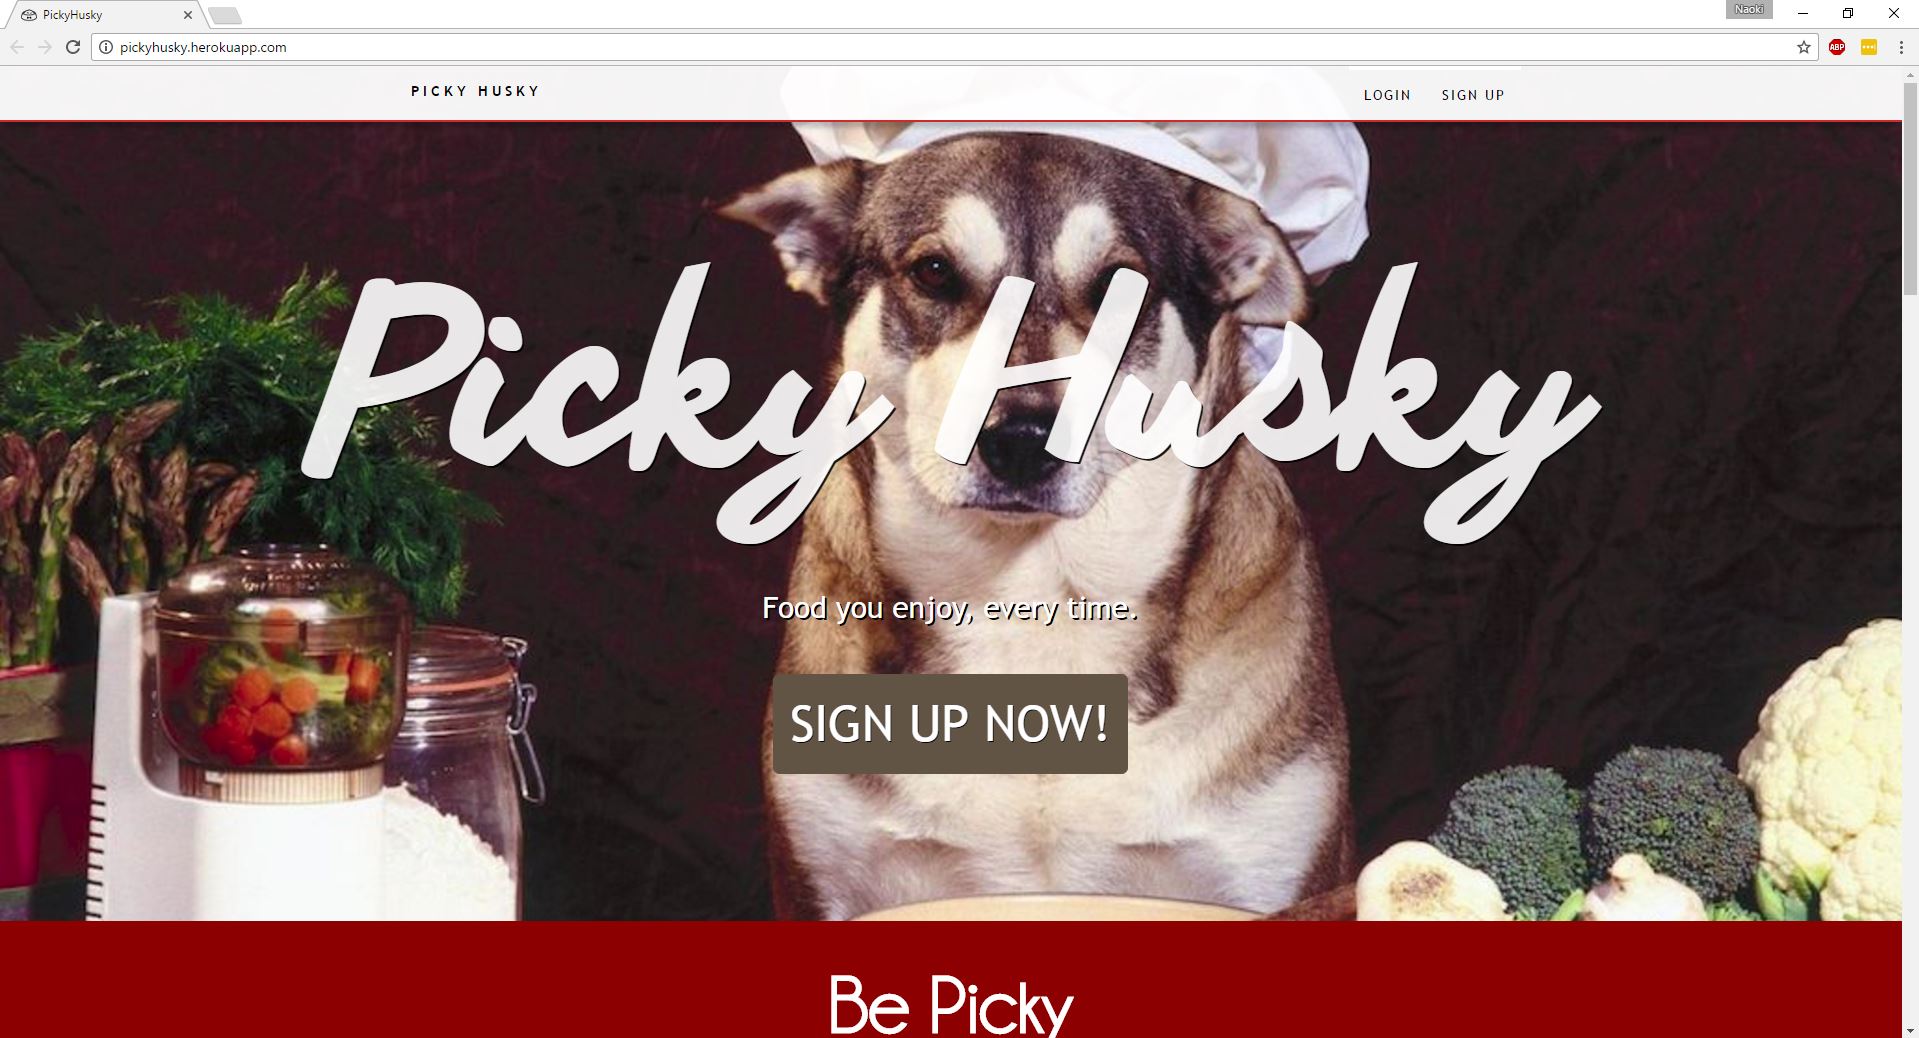 PickyHusky
Naoki
pickyhusky.herokuapp.com
ABP
PICKY HUSKY
LOGIN
SIGN UP
Picky Husky
Food you enjoy, every time.
SIGN UP NOW!
Be Picky